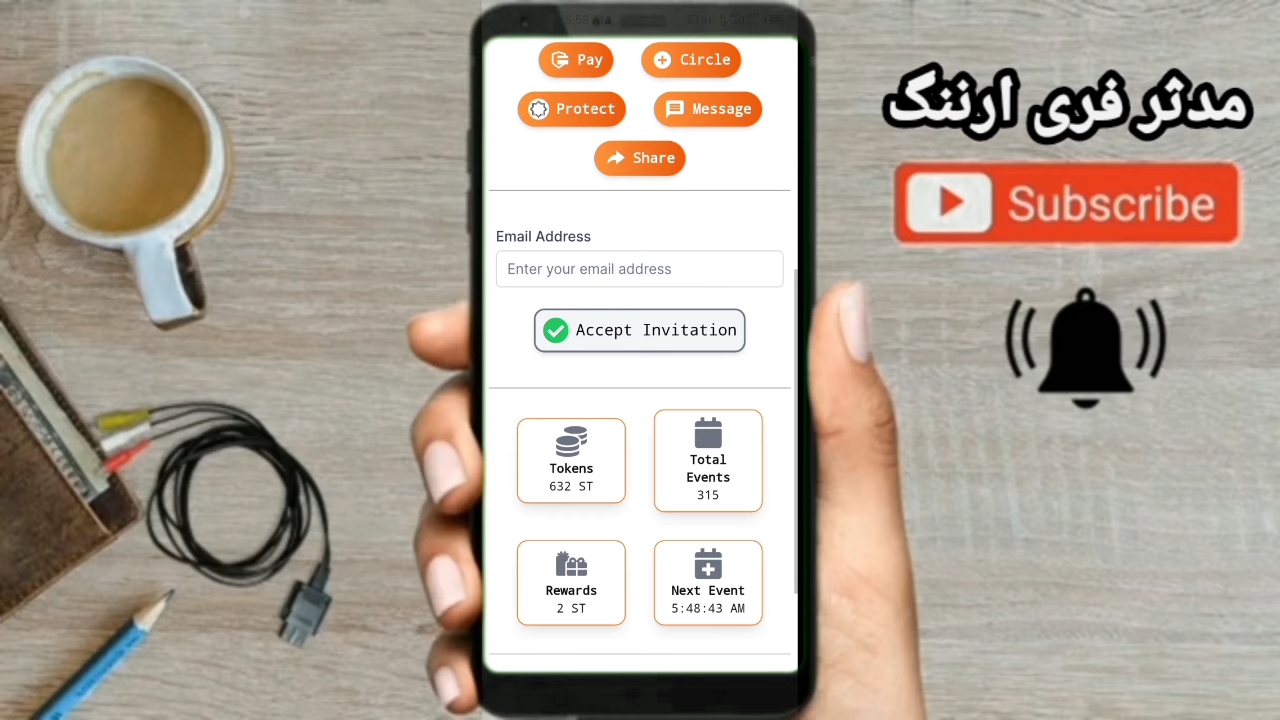 Pay
Circle
Protect
Message
Share
Email Address
Enter your email address
Accept Invitation
Tokens
632 ST
Total
Events
315
Rewards
2 ST
Next Event
5:48:43 AM
مدثر فری ارننگ
Subscribe